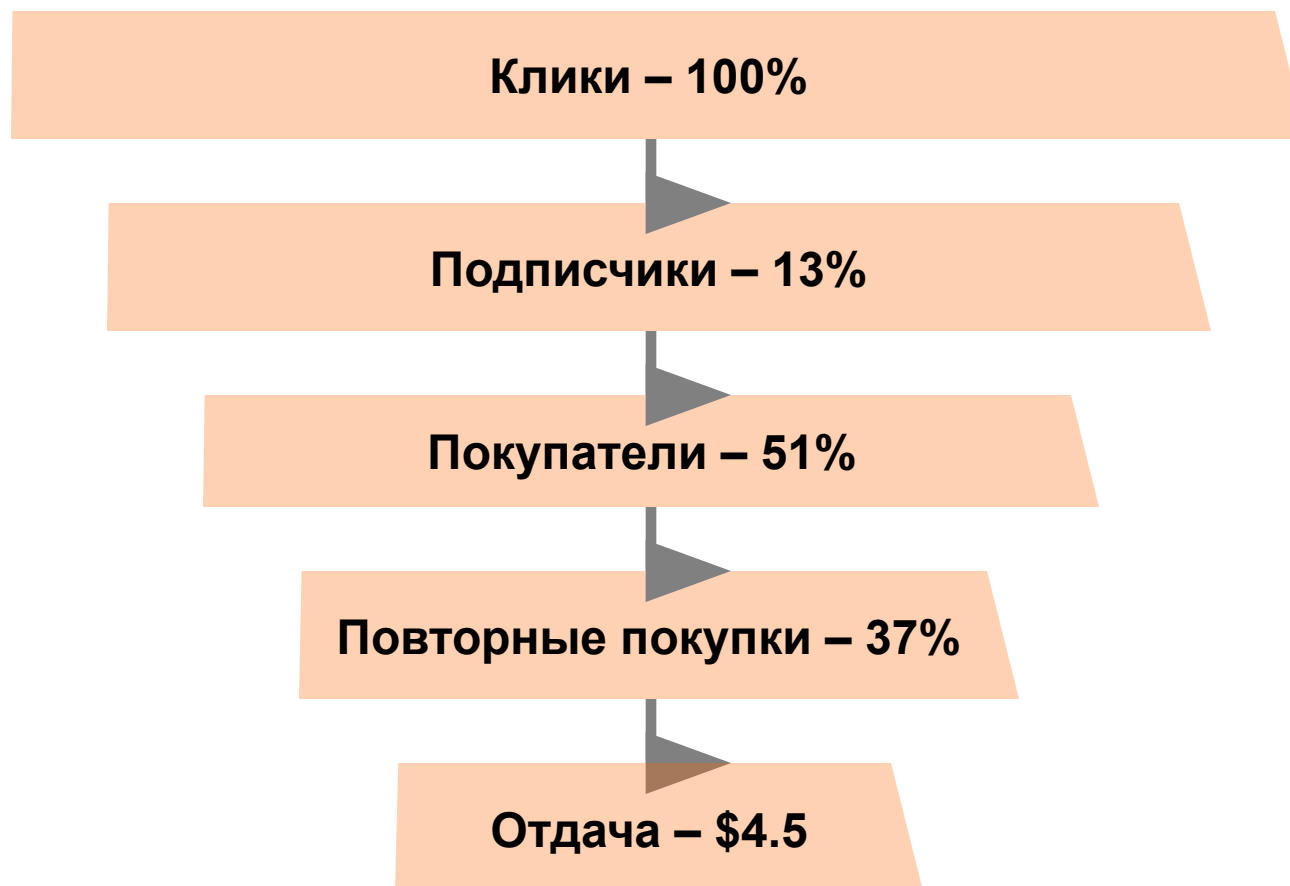 Клики – 100%
Подписчики – 13%
Покупатели – 51%
Повторные покупки – 37%
Отдача – $4.5